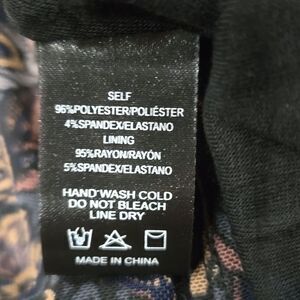 SELF
96%POLYESTER/POLIÉSTER
4%SPANDEX/ELASTANO
LINING
95%RAYON/RAYÓN
5%SPANDEX/ELASTANO
HAND WASH COLD
DO NOT BLEACH
LINE DRY
MADE IN CHINA